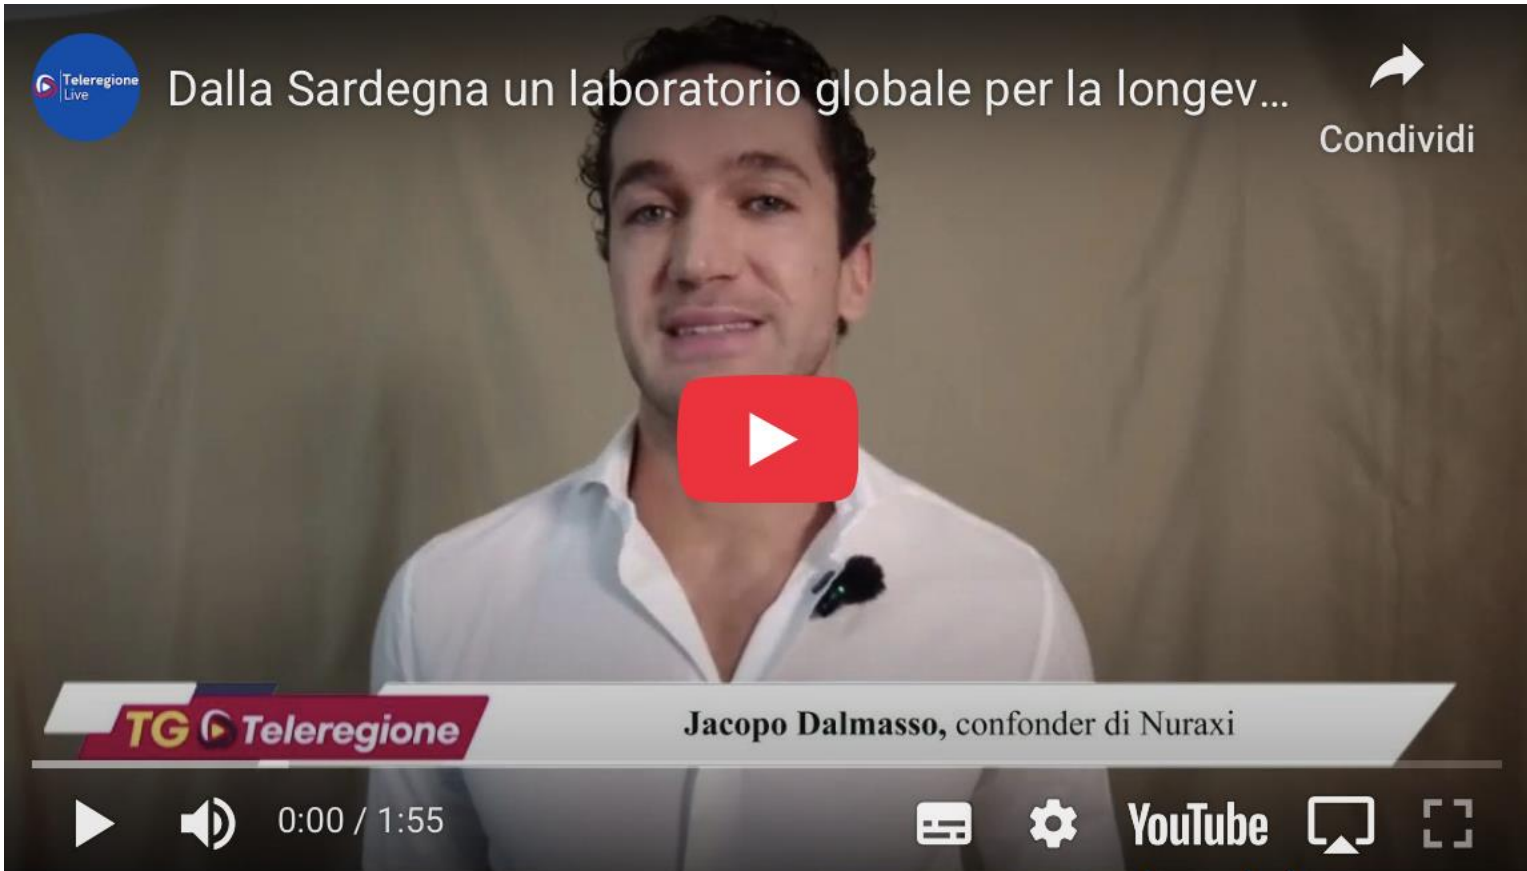 Teleregione
Live
Dalla Sardegna un laboratorio globale per la longev...
Condividi
TG Teleregione
Jacopo Dalmasso, confonder di Nuraxi
0:00 / 1:55
YouTube